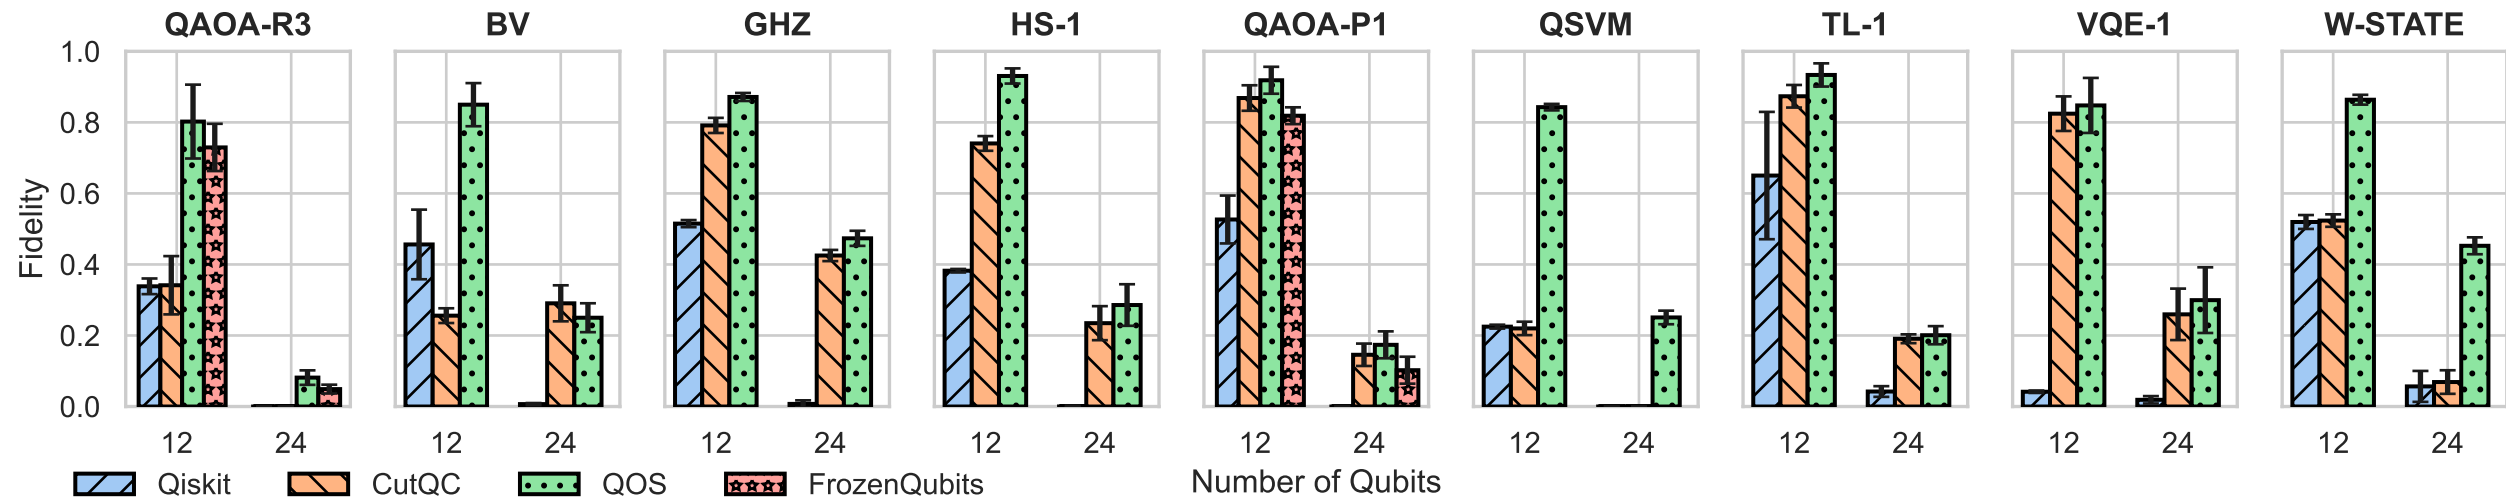 QAOA-R3 BV GHZ HS-1 QAOA-P1 QSVM TL-1 VQE-1 W-STATE
1.0
0.8
0.6
0.4
0.2
0.0
Fidelity
12 24 12 24 12 24 12 24 12 24 12 24 12 24 12 24 12 24
Number of Qubits
Qiskit CutQC QOS FrozenQubits